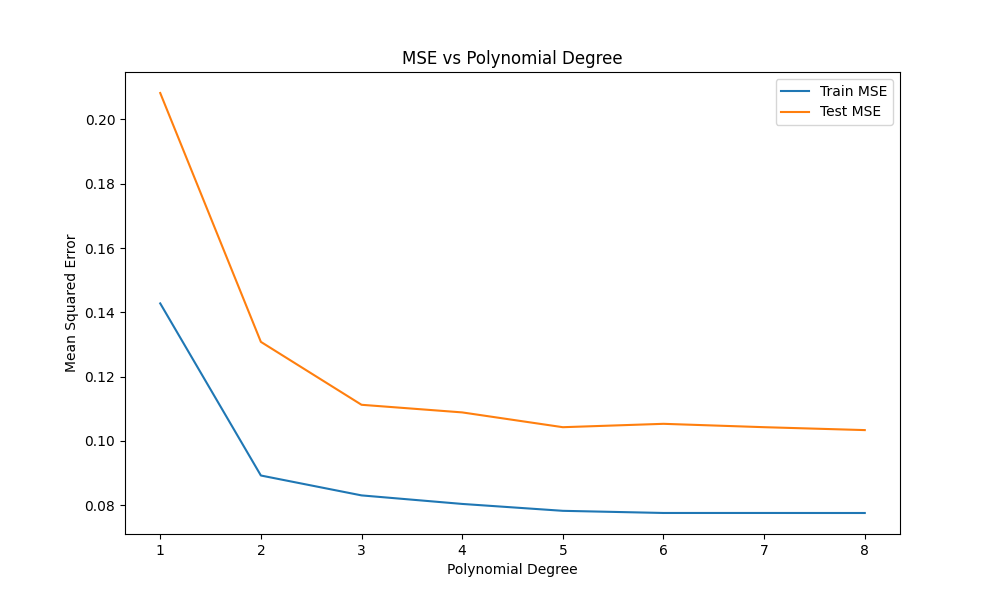 MSE vs Polynomial Degree
Train MSE
Test MSE
Mean Squared Error
0.20
0.18
0.16
0.14
0.12
0.10
0.08
1 2 3 4 5 6 7 8
Polynomial Degree